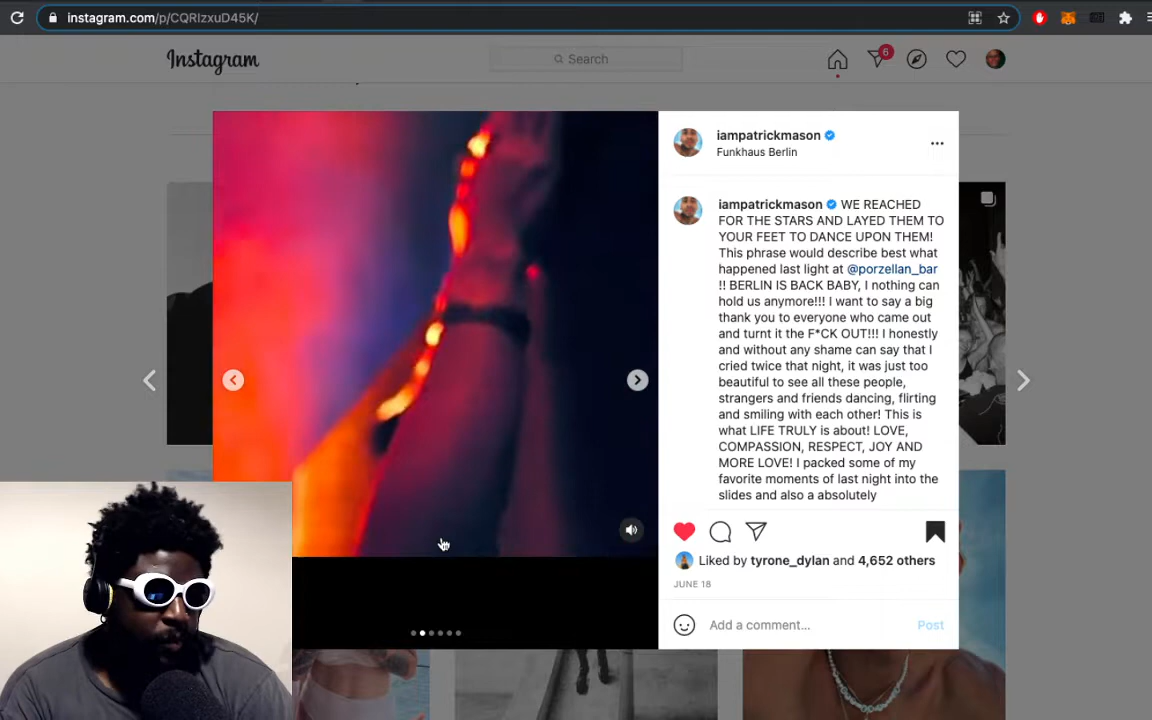 instagram.com/p/CQRIzxuD45K/
Instagram
Search
6
iampatrickmason
Funkhaus Berlin
iampatrickmason WE REACHED
FOR THE STARS AND LAYED THEM TO
YOUR FEET TO DANCE UPON THEM!
This phrase would describe best what
happened last light at @porzellan_bar
!! BERLIN IS BACK BABY, I nothing can
hold us anymore!!! I want to say a big
thank you to everyone who came out
and turnt it the F*CK OUT!!! I honestly
and without any shame can say that I
cried twice that night, it was just too
beautiful to see all these people,
strangers and friends dancing, flirting
and smiling with each other! This is
what LIFE TRULY is about! LOVE,
COMPASSION, RESPECT, JOY AND
MORE LOVE! I packed some of my
favorite moments of last night into the
slides and also a absolutely
Liked by tyrone_dylan and 4,652 others
JUNE 18
Add a comment...
Post